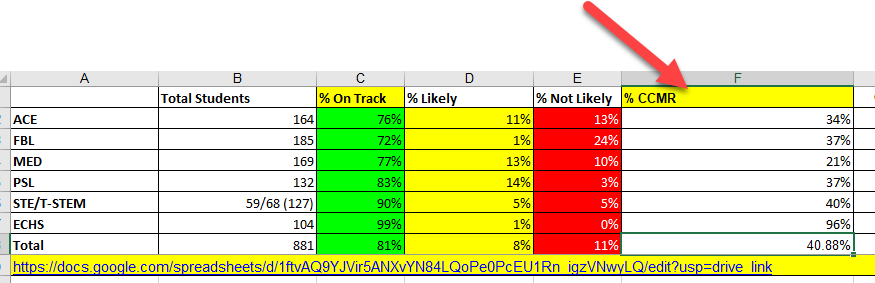 A B C D E F
Total Students % On Track % Likely % Not Likely % CCMR
ACE 164 76% 11% 13% 34%
FBL 185 72% 1% 24% 37%
MED 169 77% 13% 10% 21%
PSL 132 83% 14% 3% 37%
STE/T-STEM 59/68 (127) 90% 5% 5% 40%
ECHS 104 99% 1% 0% 96%
Total 881 81% 8% 11% 40.88%
https://docs.google.com/spreadsheets/d/1ftvAQ9YJVir5ANXvYN84LQoPe0PcEU1Rn_igzVNwyLQ/edit?usp=drive_link